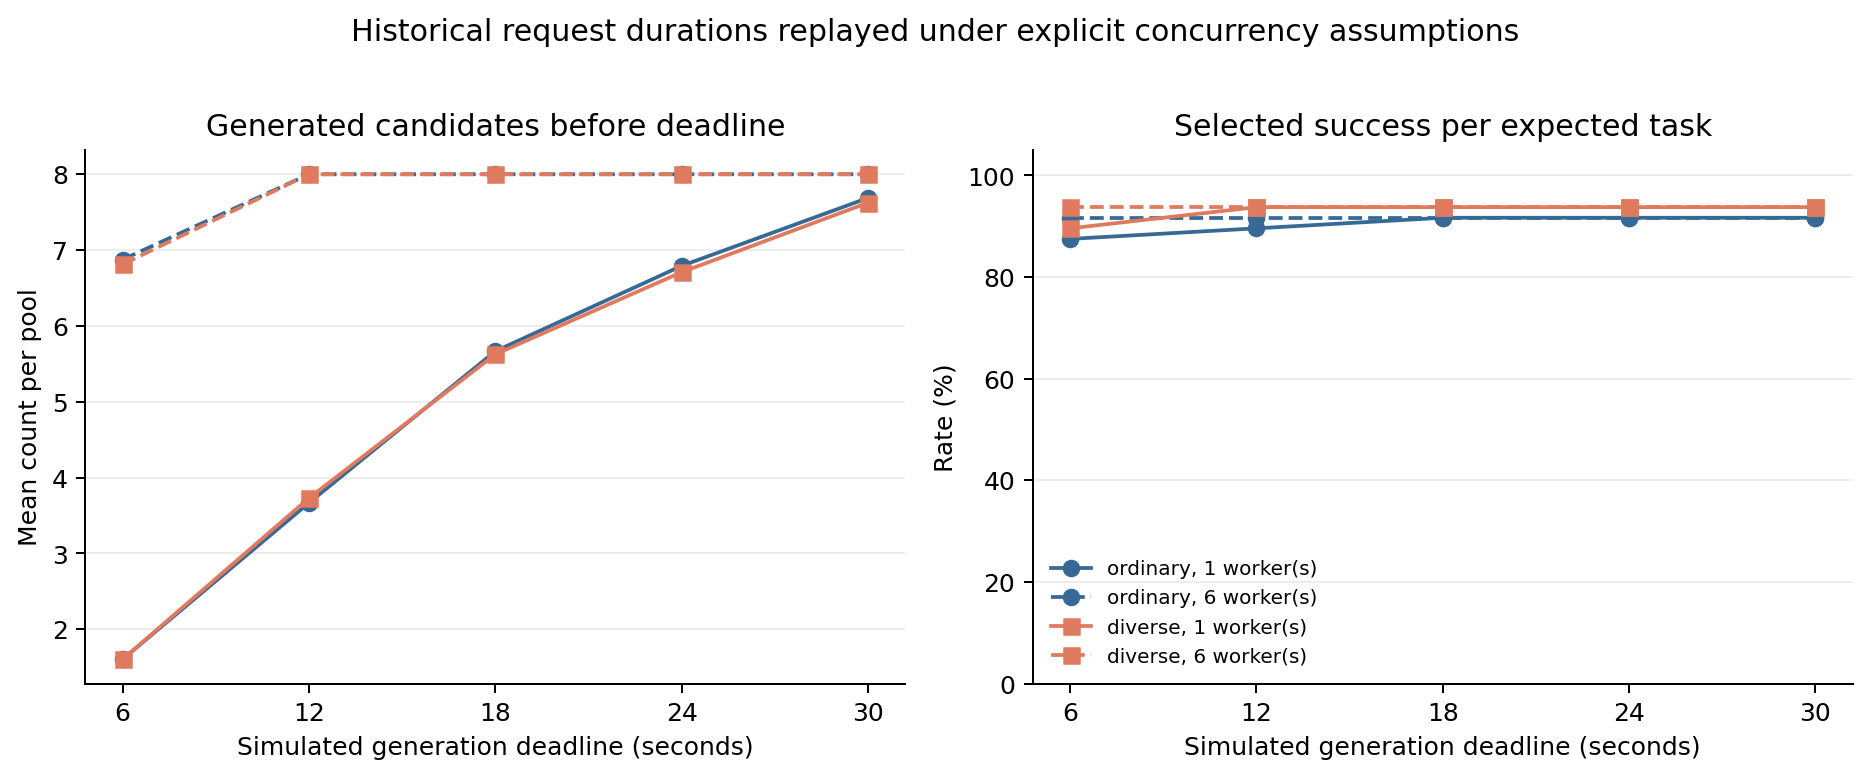 Historical request durations replayed under explicit concurrency assumptions
Generated candidates before deadline
Mean count per pool
8
7
6
5
4
3
2
6 12 18 24 30
Simulated generation deadline (seconds)
Selected success per expected task
Rate (%)
100
80
60
40
20
0
ordinary, 1 worker(s)
ordinary, 6 worker(s)
diverse, 1 worker(s)
diverse, 6 worker(s)
6 12 18 24 30
Simulated generation deadline (seconds)